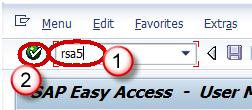 Menu Edit Favorites Extras
2 rsa5 1
SAP Easy Access - User M